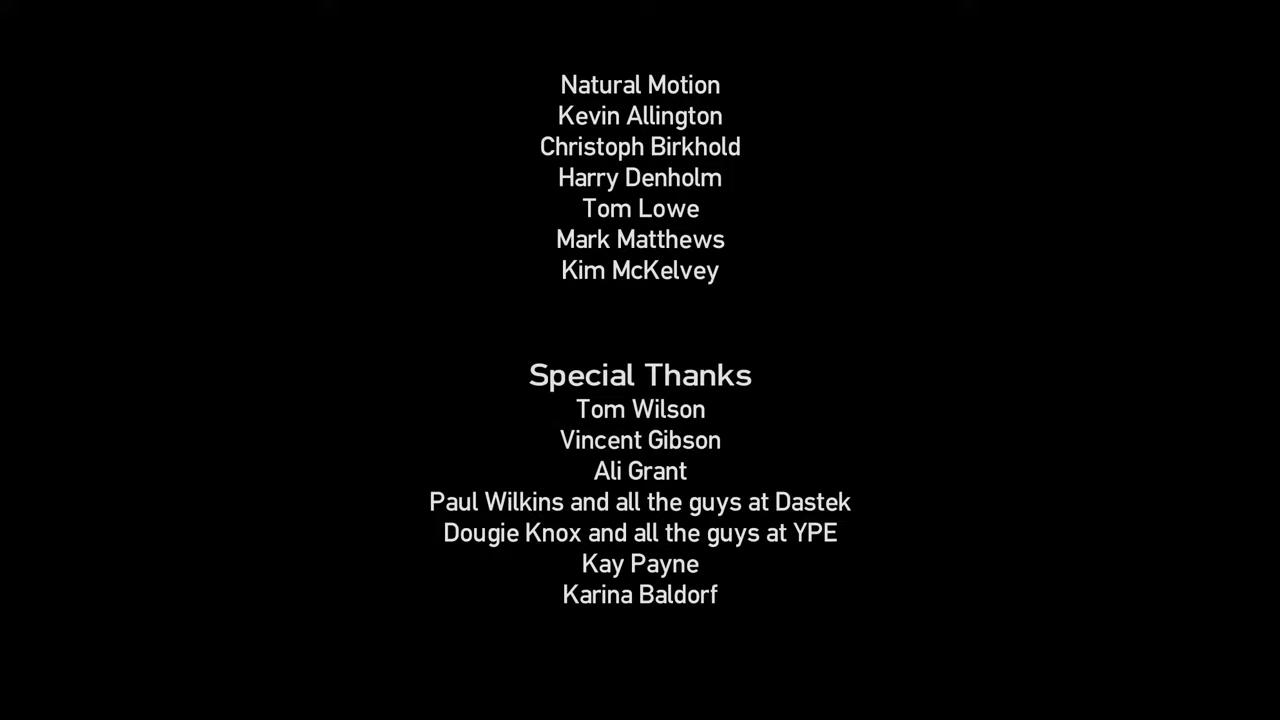 Natural Motion
Kevin Allington
Christoph Birkhold
Harry Denholm
Tom Lowe
Mark Matthews
Kim McKelvey
Special Thanks
Tom Wilson
Vincent Gibson
Ali Grant
Paul Wilkins and all the guys at Dastek
Dougie Knox and all the guys at YPE
Kay Payne
Karina Baldorf